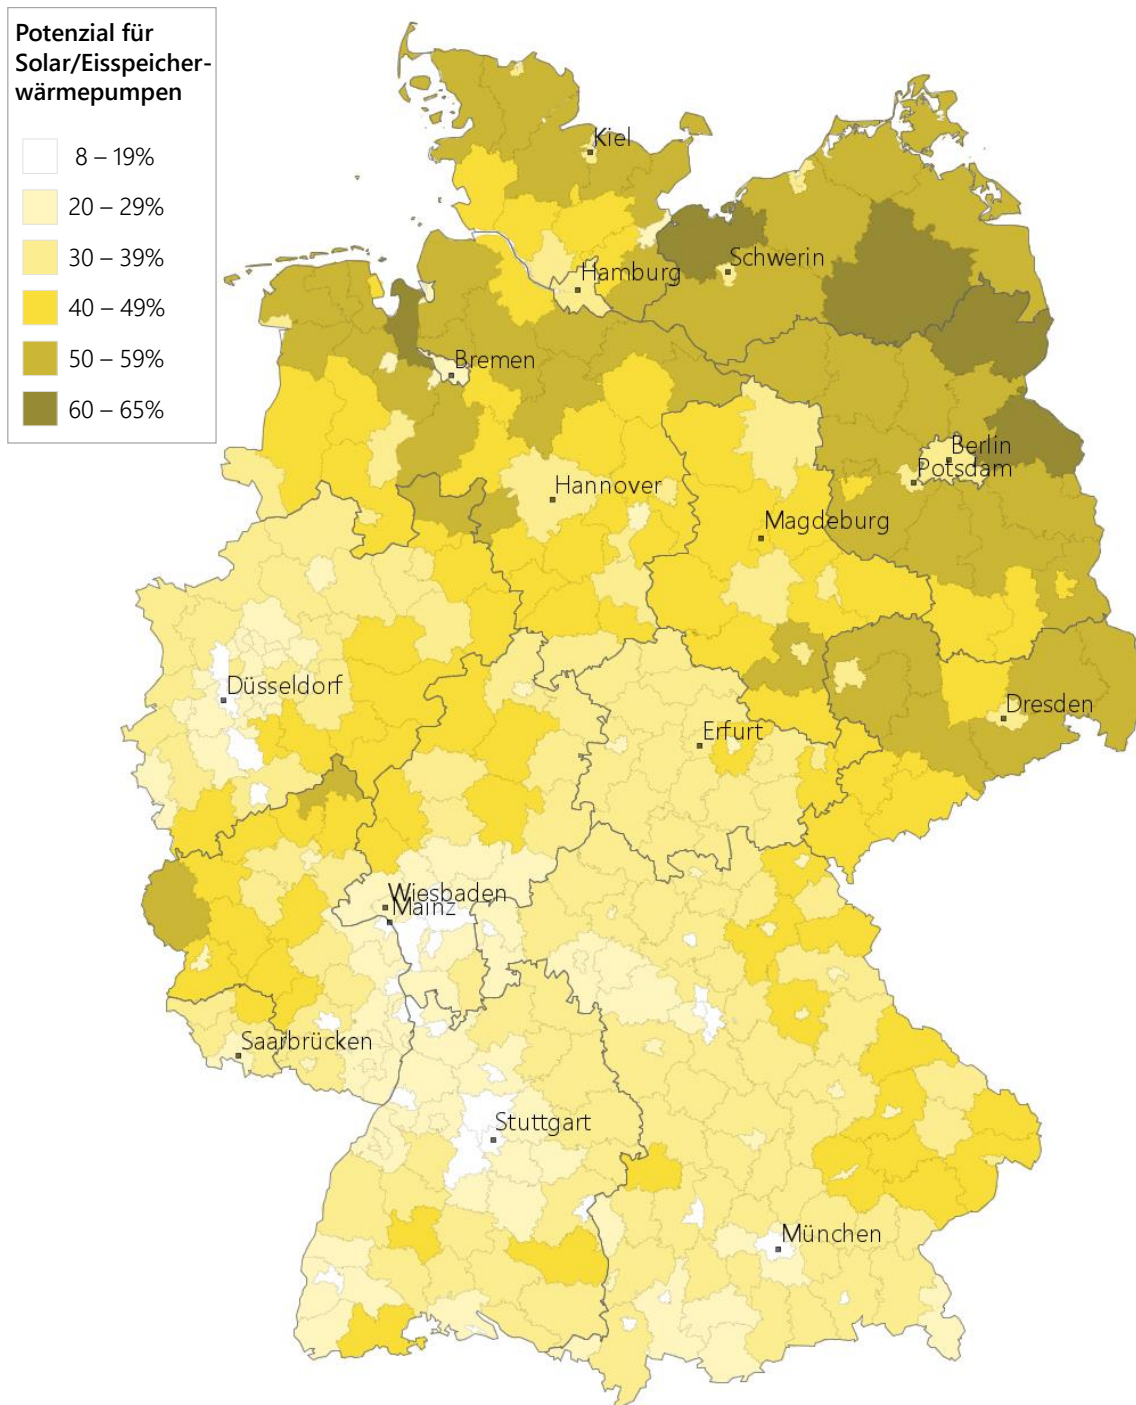 Potenzial für
Solar/Eisspeicher-
wärmepumpen
8 – 19%
20 – 29%
30 – 39%
40 – 49%
50 – 59%
60 – 65%
Kiel
Schwerin
Hamburg
Bremen
Berlin
Potsdam
Hannover
Magdeburg
Düsseldorf
Dresden
Erfurt
Wiesbaden
Mainz
Saarbrücken
Stuttgart
München